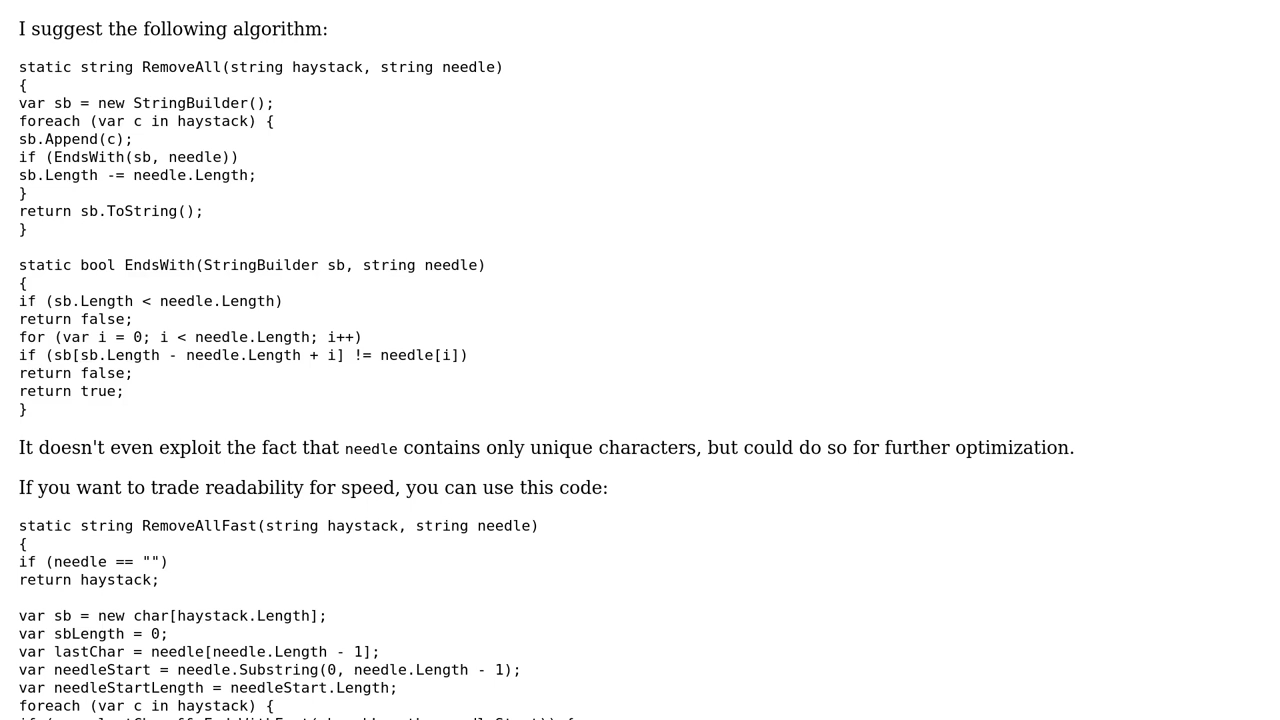 I suggest the following algorithm:
static string RemoveAll(string haystack, string needle)
{
var sb = new StringBuilder();
foreach (var c in haystack) {
sb.Append(c);
if (EndsWith(sb, needle))
sb.Length -= needle.Length;
}
return sb.ToString();
}
static bool EndsWith(StringBuilder sb, string needle)
{
if (sb.Length < needle.Length)
return false;
for (var i = 0; i < needle.Length; i++)
if (sb[sb.Length - needle.Length + i] != needle[i])
return false;
return true;
}
It doesn't even exploit the fact that needle contains only unique characters, but could do so for further optimization.
If you want to trade readability for speed, you can use this code:
static string RemoveAllFast(string haystack, string needle)
{
if (needle == "")
return haystack;
var sb = new char[haystack.Length];
var sbLength = 0;
var lastChar = needle[needle.Length - 1];
var needleStart = needle.Substring(0, needle.Length - 1);
var needleStartLength = needleStart.Length;
foreach (var c in haystack) {